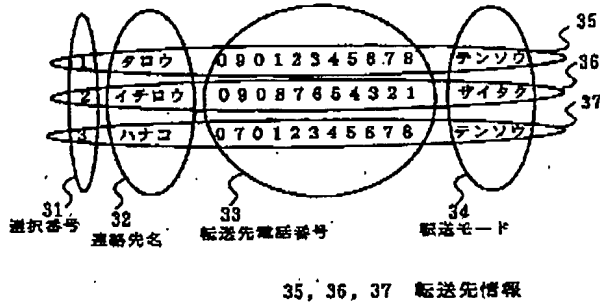 35
1 タロウ 09012345678 テンソウ
36
2 イチロウ 09087654321 サイタク
37
3 ハナコ 07012345678 テンソウ
31
選択番号
32
連絡先名
33
転送先電話番号
34
転送モード
35, 36, 37 転送先情報